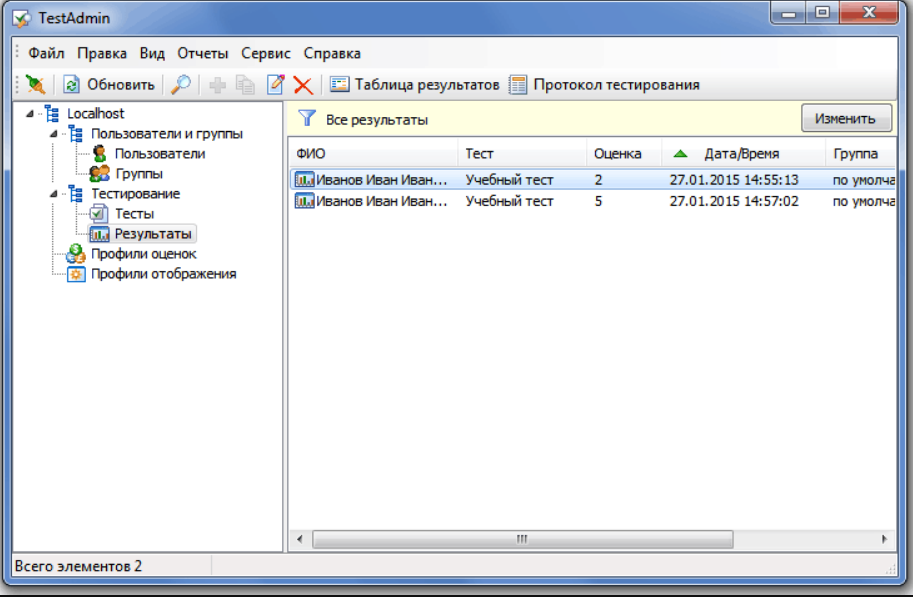 TestAdmin
Файл Правка Вид Отчеты Сервис Справка
Обновить Таблица результатов Протокол тестирования
Localhost
Пользователи и группы
Пользователи
Группы
Тестирование
Тесты
Результаты
Профили оценок
Профили отображения
Все результаты Изменить
ФИО Тест Оценка Дата/Время Группа
Иванов Иван Иван... Учебный тест 2 27.01.2015 14:55:13 по умолча
Иванов Иван Иван... Учебный тест 5 27.01.2015 14:57:02 по умолча
Всего элементов 2